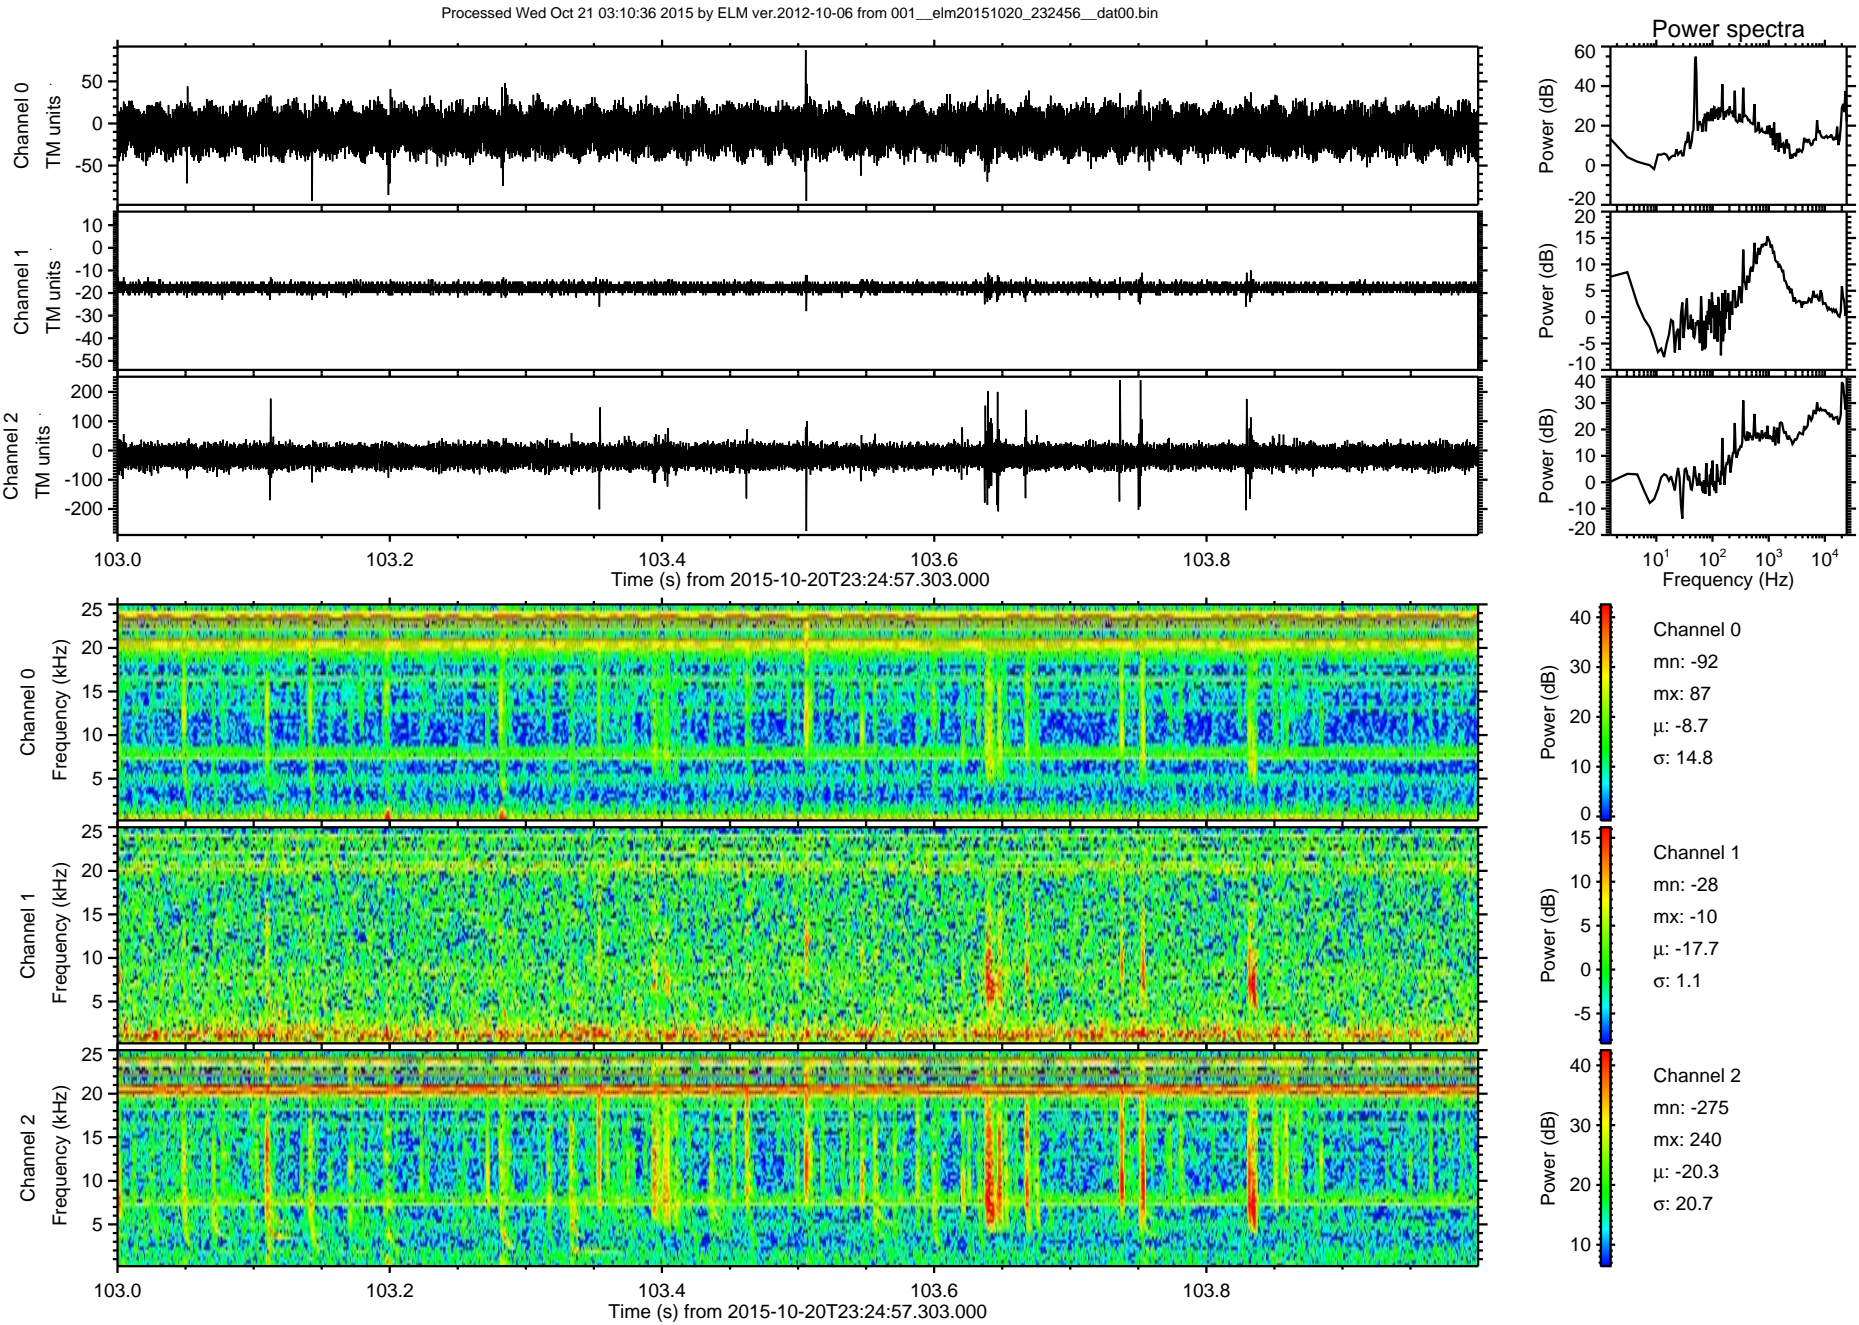 Processed Wed Oct 21 03:10:36 2015 by ELM ver.2012-10-06 from 001__elm20151020_232456__dat00.bin
Power spectra
Channel 0
TM units
50
0
-50
Power (dB)
60
40
20
0
-20
Channel 1
TM units
10
0
-10
-20
-30
-40
-50
Power (dB)
20
15
10
5
0
-5
-10
Channel 2
TM units
200
100
0
-100
-200
Power (dB)
40
30
20
10
0
-10
-20
103.0 103.2 103.4 103.6 103.8
Time (s) from 2015-10-20T23:24:57.303.000
10^1 10^2 10^3 10^4
Frequency (Hz)
Channel 0
Frequency (kHz)
25
20
15
10
5
Power (dB)
40
30
20
10
0
Channel 0
mn: -92
mx: 87
μ: -8.7
σ: 14.8
Channel 1
Frequency (kHz)
25
20
15
10
5
Power (dB)
15
10
5
0
-5
Channel 1
mn: -28
mx: -10
μ: -17.7
σ: 1.1
Channel 2
Frequency (kHz)
25
20
15
10
5
Power (dB)
40
30
20
10
Channel 2
mn: -275
mx: 240
μ: -20.3
σ: 20.7
103.0 103.2 103.4 103.6 103.8
Time (s) from 2015-10-20T23:24:57.303.000